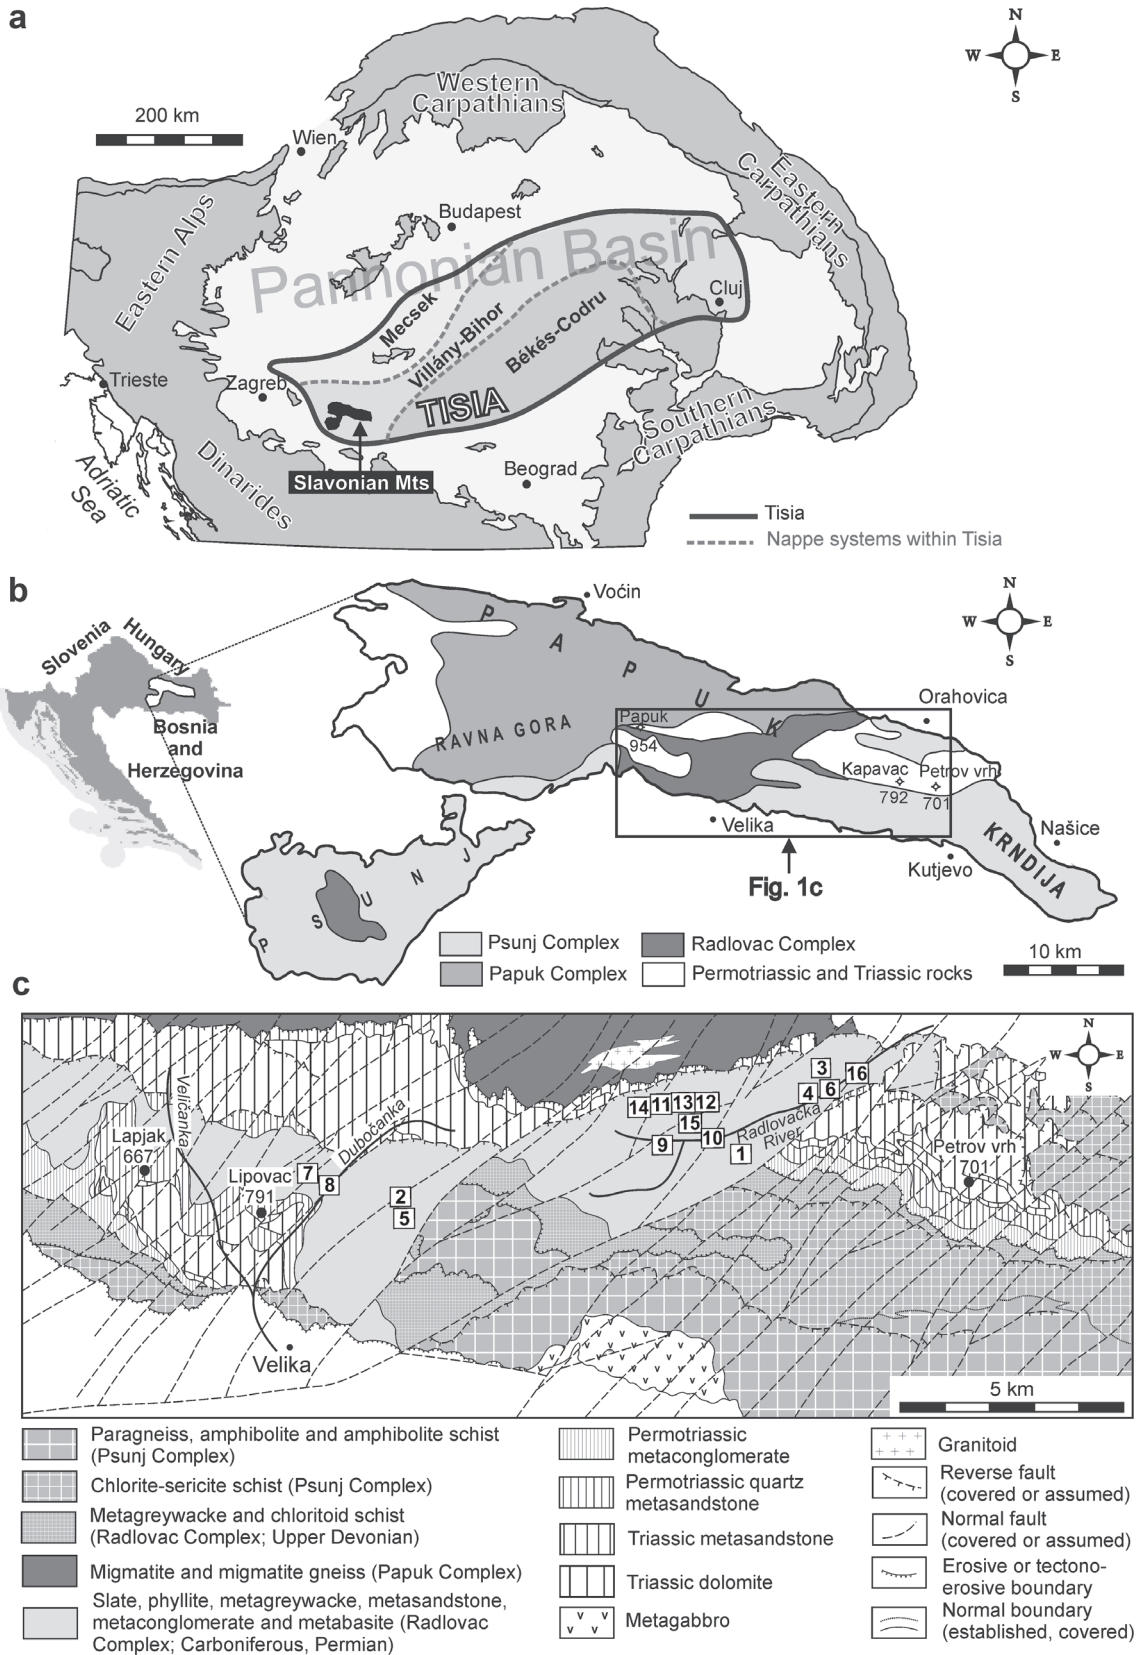 a
N
W
E
S
200 km
Western
Carpathians
Wien
Eastern
Carpathians
Eastern Alps
Budapest
Pannonian Basin
Cluj
Mecsek
Villány-Bihor
Békés-Codru
Trieste
Zagreb
TISIA
Southern
Carpathians
Adriatic
Sea
Dinarides
Slavonian Mts
Beograd
Tisia
Nappe systems within Tisia
b
N
W
E
S
Slovenia
Hungary
Bosnia
and
Herzegovina
Voćin
PAPUK
RAVNA GORA
Papuk
954
Orahovica
Kapavac
792
Petrov vrh
701
Velika
Fig. 1c
Kutjevo
Našice
KRNDIJA
PSUNJ
Psunj Complex
Radlovac Complex
Papuk Complex
Permotriassic and Triassic rocks
10 km
c
N
W
E
S
Veličanka
Dubočanka
Lapjak
667
Lipovac
791
7
8
2
5
14
11
13
12
15
9
10
1
3
4
6
16
Radlovačka
River
Petrov vrh
701
Velika
5 km
Paragneiss, amphibolite and amphibolite schist
(Psunj Complex)
Chlorite-sericite schist (Psunj Complex)
Metagreywacke and chloritoid schist
(Radlovac Complex; Upper Devonian)
Migmatite and migmatite gneiss (Papuk Complex)
Slate, phyllite, metagreywacke, metasandstone,
metaconglomerate and metabasite (Radlovac
Complex; Carboniferous, Permian)
Permotriassic
metaconglomerate
Permotriassic quartz
metasandstone
Triassic metasandstone
Triassic dolomite
Metagabbro
Granitoid
Reverse fault
(covered or assumed)
Normal fault
(covered or assumed)
Erosive or tectono-
erosive boundary
Normal boundary
(established, covered)